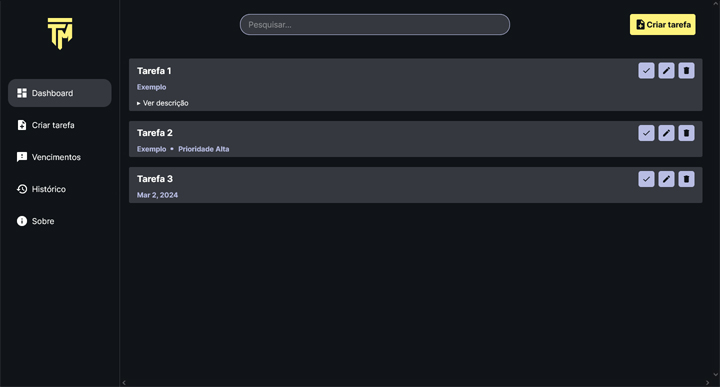 TM
Pesquisar...
Criar tarefa
Dashboard
Criar tarefa
Vencimentos
Histórico
Sobre
Tarefa 1
Exemplo
▸ Ver descrição
Tarefa 2
Exemplo • Prioridade Alta
Tarefa 3
Mar 2, 2024